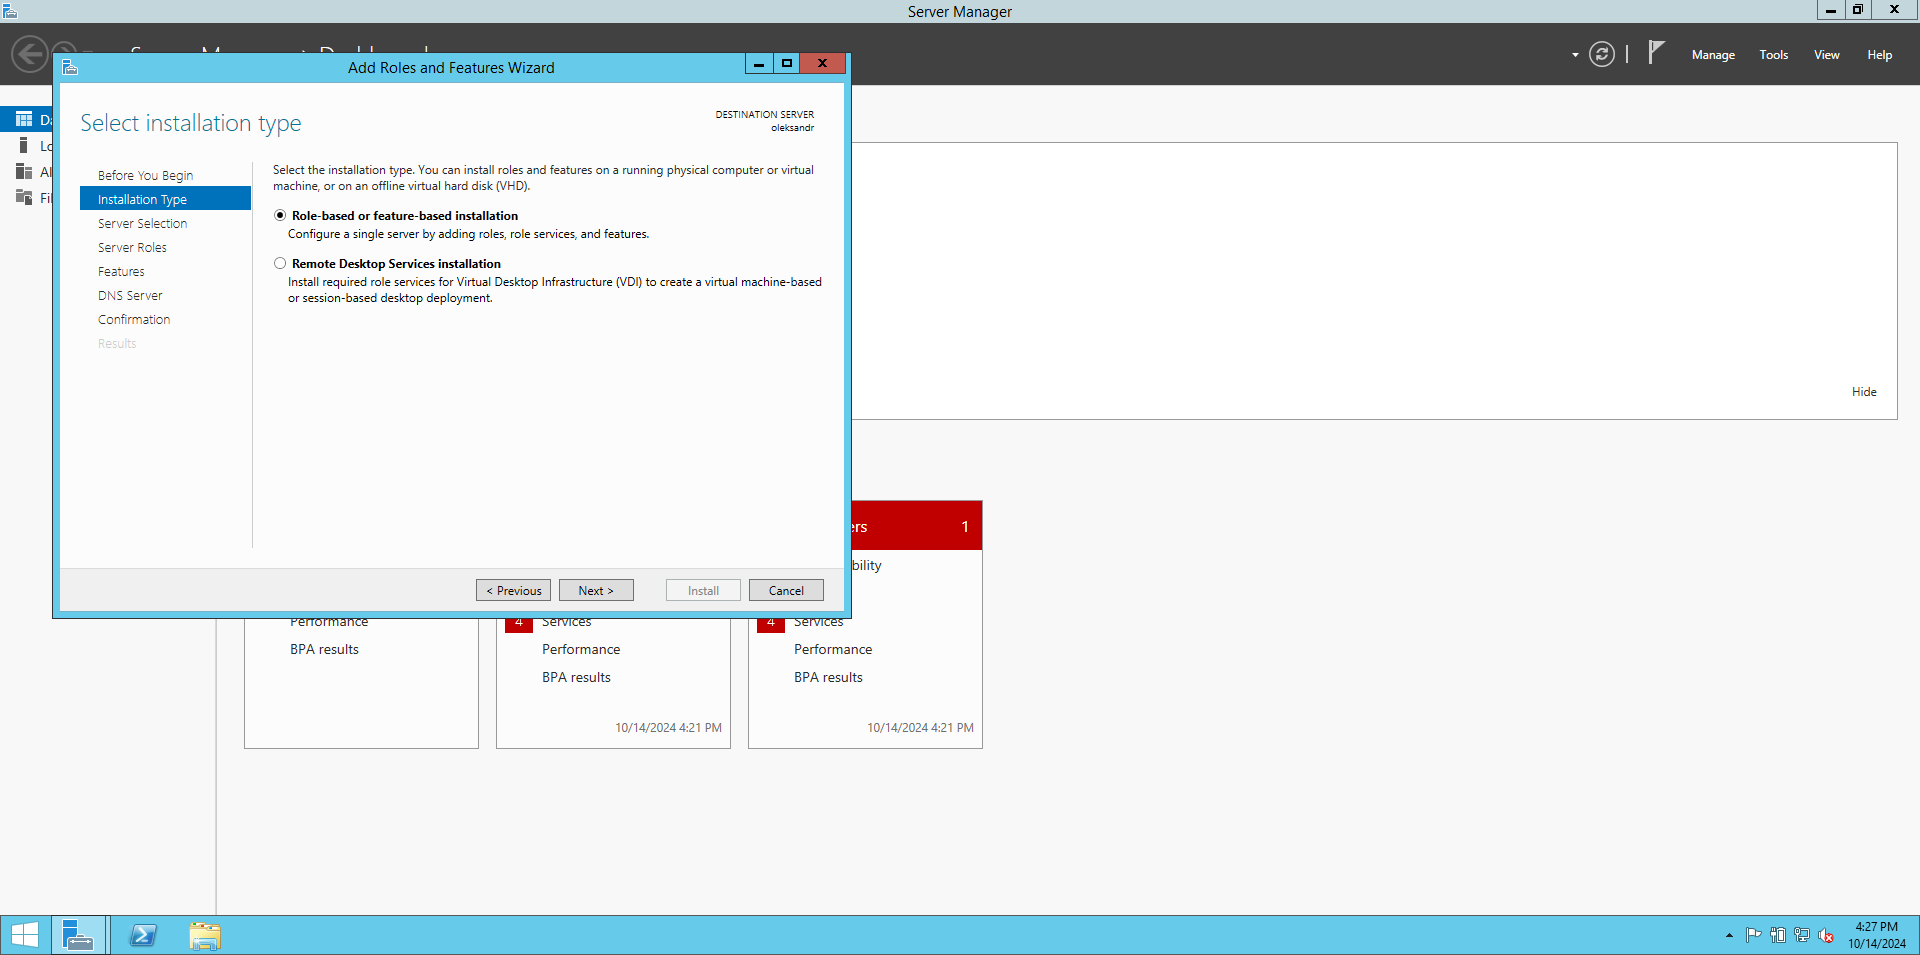 Server Manager
Manage
Tools
View
Help
Add Roles and Features Wizard
Select installation type
DESTINATION SERVER
oleksandr
Before You Begin
Installation Type
Server Selection
Server Roles
Features
DNS Server
Confirmation
Results
Select the installation type. You can install roles and features on a running physical computer or virtual
machine, or on an offline virtual hard disk (VHD).
Role-based or feature-based installation
Configure a single server by adding roles, role services, and features.
Remote Desktop Services installation
Install required role services for Virtual Desktop Infrastructure (VDI) to create a virtual machine-based
or session-based desktop deployment.
< Previous
Next >
Install
Cancel
Hide
ers 1
bility
Performance
BPA results
4 Services
Performance
BPA results
10/14/2024 4:21 PM
4 Services
Performance
BPA results
10/14/2024 4:21 PM
4:27 PM
10/14/2024